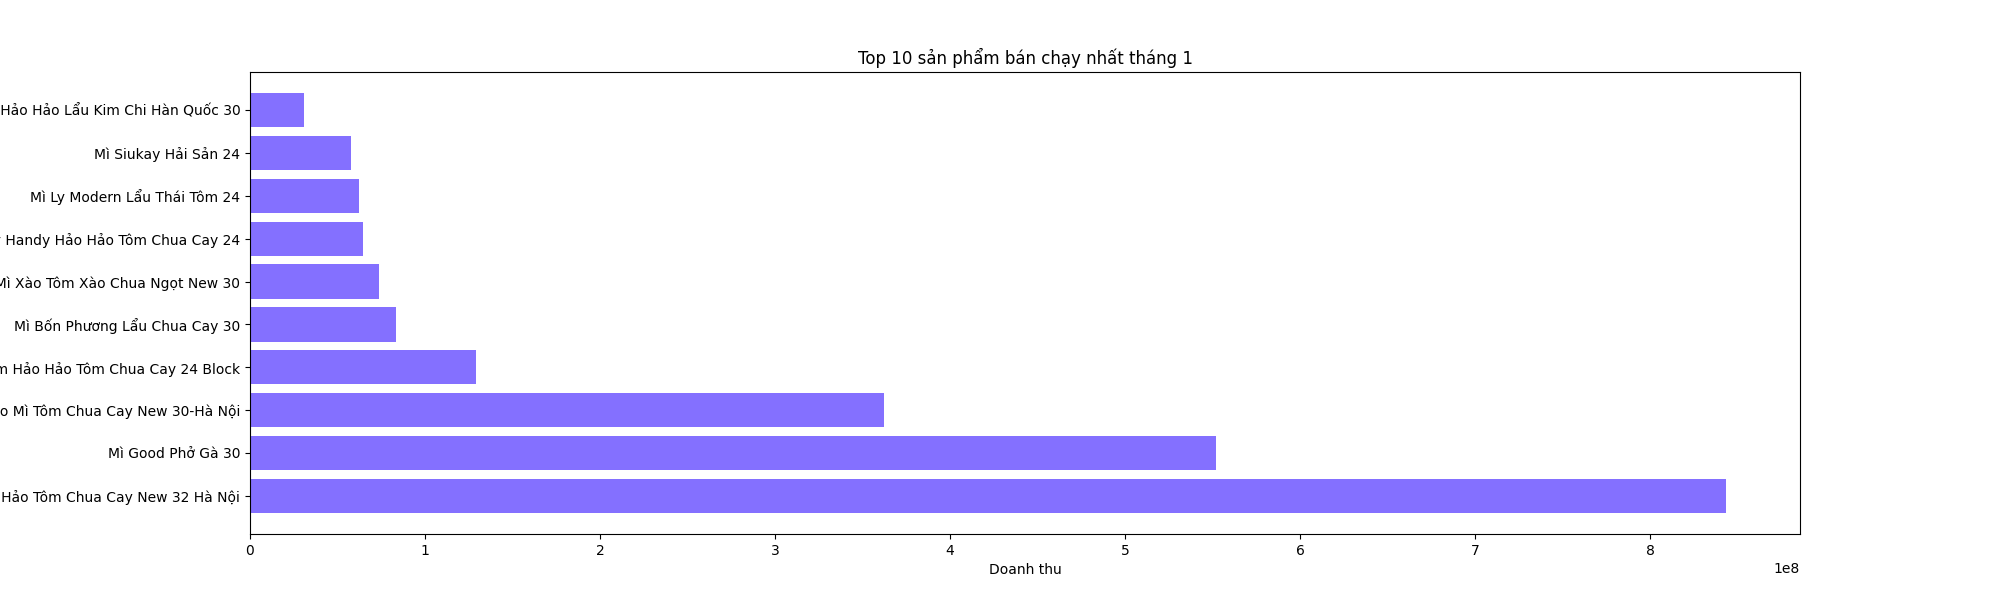 Top 10 sản phẩm bán chạy nhất tháng 1
Hảo Hảo Lẩu Kim Chi Hàn Quốc 30
Mì Siukay Hải Sản 24
Mì Ly Modern Lẩu Thái Tôm 24
Handy Hảo Hảo Tôm Chua Cay 24
Mì Xào Tôm Xào Chua Ngọt New 30
Mì Bốn Phương Lẩu Chua Cay 30
Hảo Hảo Tôm Chua Cay 24 Block
Mì Tôm Chua Cay New 30-Hà Nội
Mì Good Phở Gà 30
Hảo Tôm Chua Cay New 32 Hà Nội
0 1 2 3 4 5 6 7 8
Doanh thu
1e8